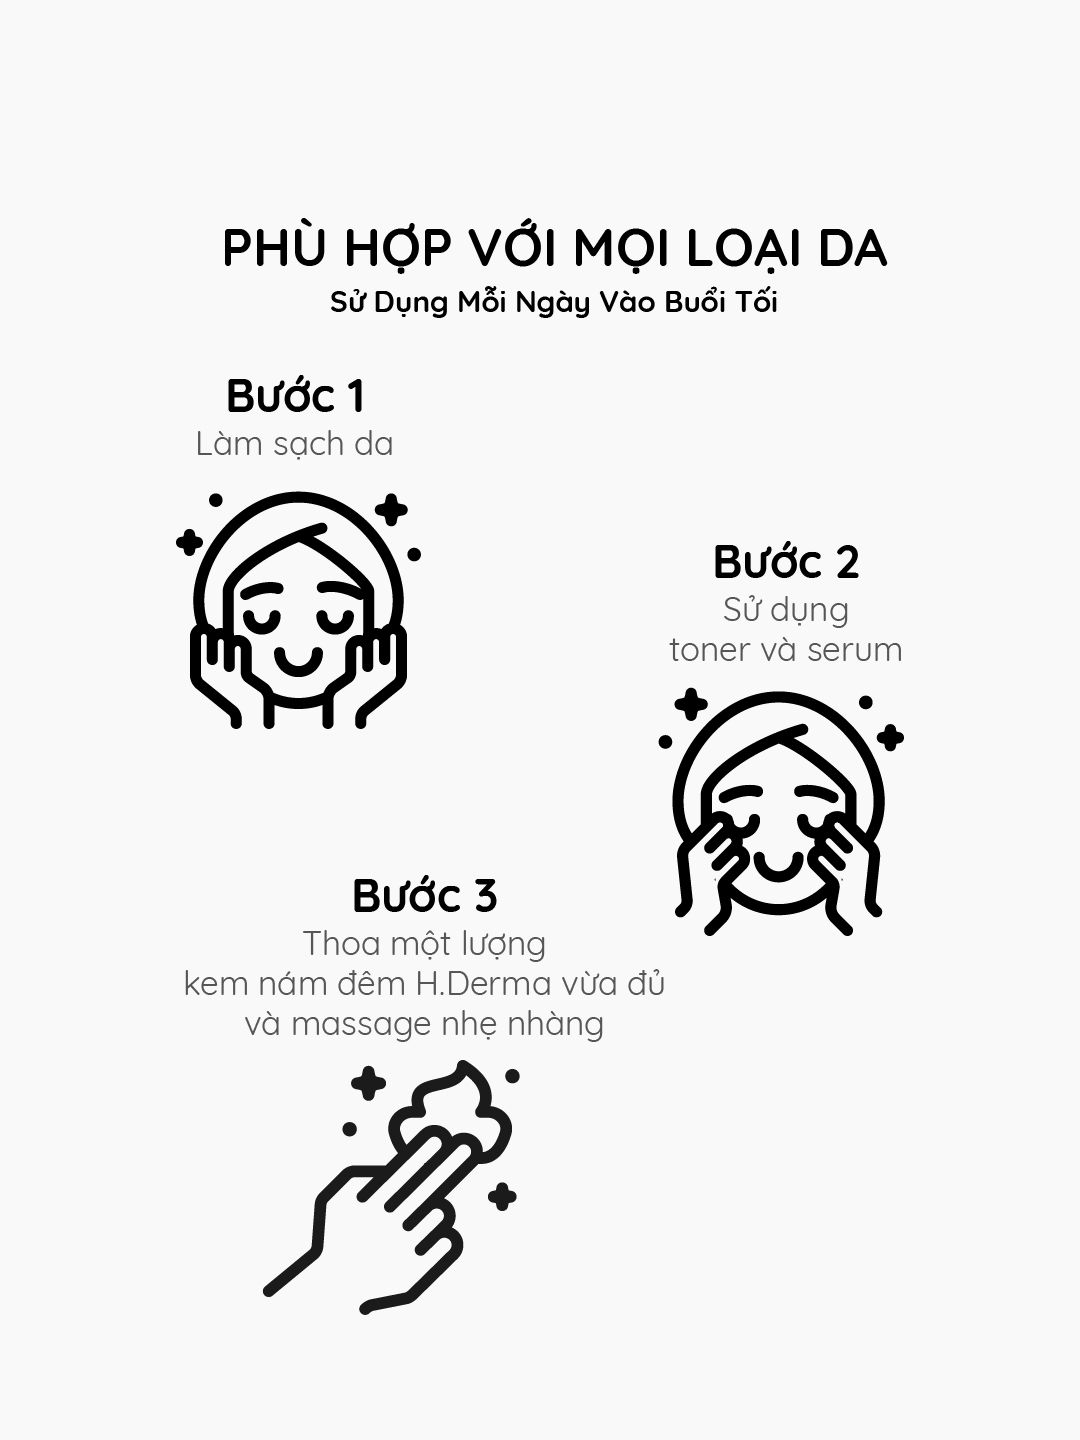 PHÙ HỢP VỚI MỌI LOẠI DA
Sử Dụng Mỗi Ngày Vào Buổi Tối
Bước 1
Làm sạch da
Bước 2
Sử dụng
toner và serum
Bước 3
Thoa một lượng
kem nám đêm H.Derma vừa đủ
và massage nhẹ nhàng